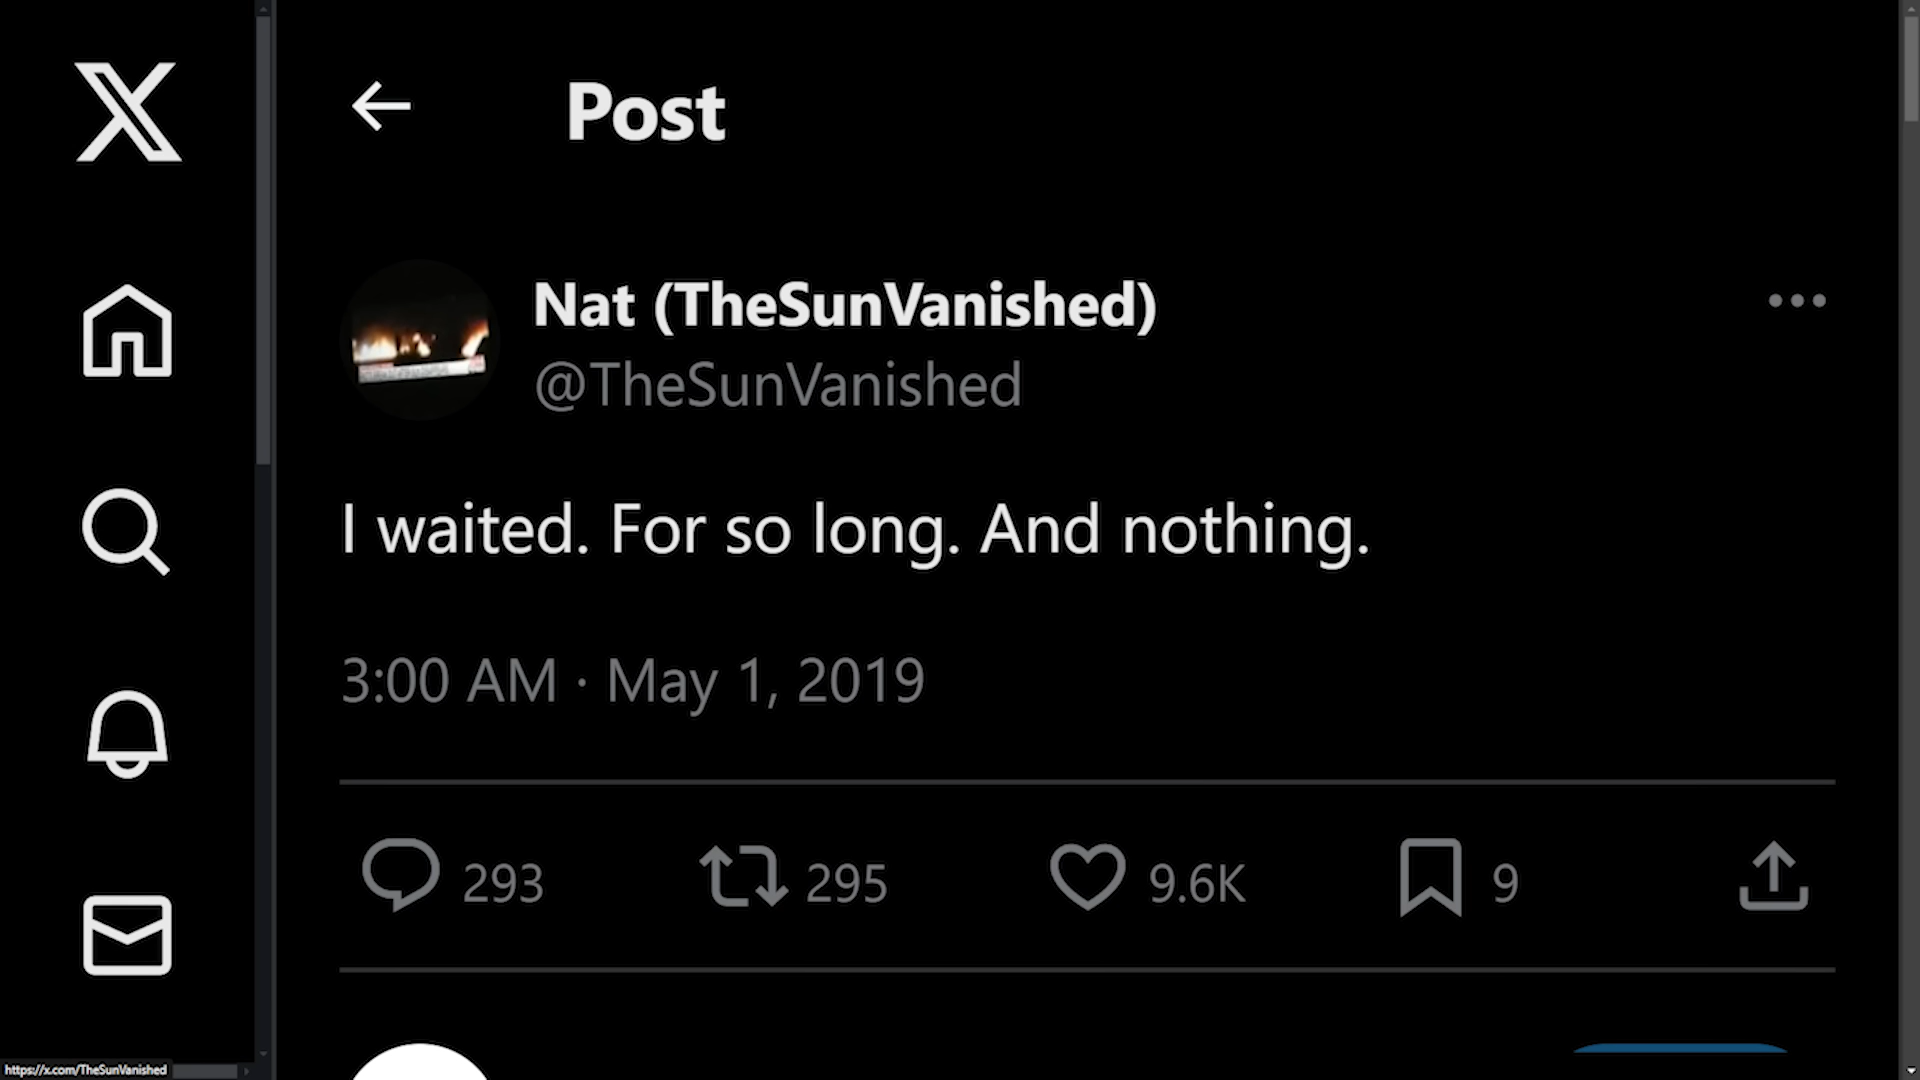 Post
Nat (TheSunVanished)
@TheSunVanished
I waited. For so long. And nothing.
3:00 AM · May 1, 2019
293 295 9.6K 9
https://x.com/TheSunVanished